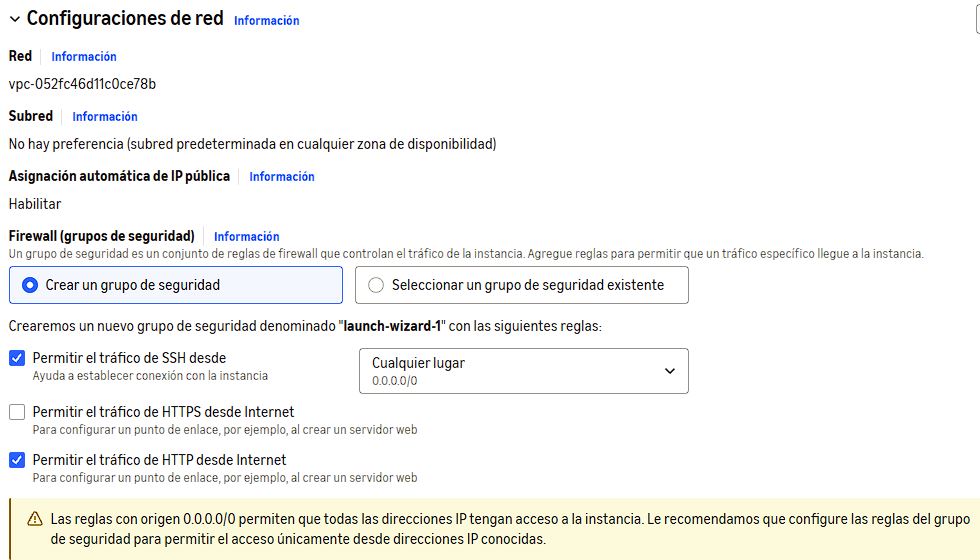 Configuraciones de red Información
Red Información
vpc-052fc46d11c0ce78b
Subred Información
No hay preferencia (subred predeterminada en cualquier zona de disponibilidad)
Asignación automática de IP pública Información
Habilitar
Firewall (grupos de seguridad) Información
Un grupo de seguridad es un conjunto de reglas de firewall que controlan el tráfico de la instancia. Agregue reglas para permitir que un tráfico específico llegue a la instancia.
Crear un grupo de seguridad
Seleccionar un grupo de seguridad existente
Crearemos un nuevo grupo de seguridad denominado "launch-wizard-1" con las siguientes reglas:
Permitir el tráfico de SSH desde
Ayuda a establecer conexión con la instancia
Cualquier lugar
0.0.0.0/0
Permitir el tráfico de HTTPS desde Internet
Para configurar un punto de enlace, por ejemplo, al crear un servidor web
Permitir el tráfico de HTTP desde Internet
Para configurar un punto de enlace, por ejemplo, al crear un servidor web
Las reglas con origen 0.0.0.0/0 permiten que todas las direcciones IP tengan acceso a la instancia. Le recomendamos que configure las reglas del grupo
de seguridad para permitir el acceso únicamente desde direcciones IP conocidas.